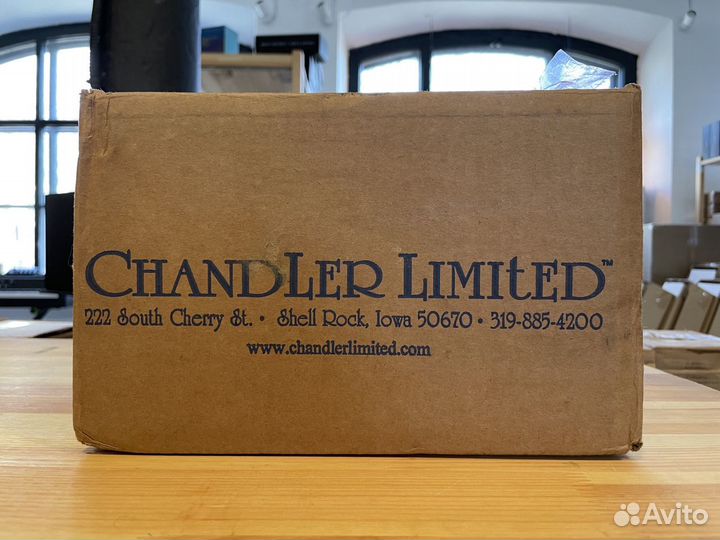 CHANDLER LIMITED™
222 South Cherry St. • Shell Rock, Iowa 50670 • 319-885-4200
www.chandlerlimited.com
Avito